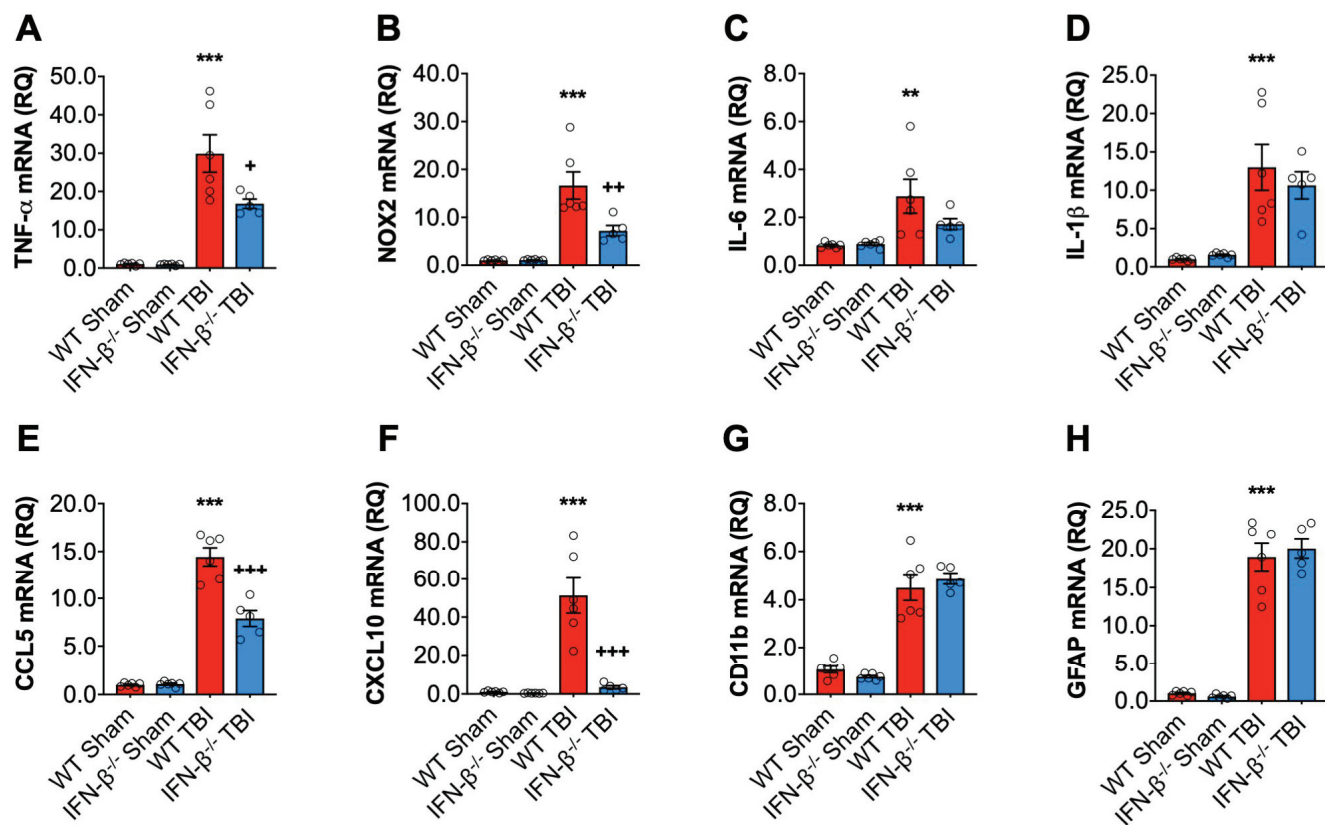 A
TNF-α mRNA (RQ)
50.0
40.0
30.0
20.0
10.0
0.0
***
+
WT Sham
IFN-β-/- Sham
WT TBI
IFN-β-/- TBI
B
NOX2 mRNA (RQ)
40.0
30.0
20.0
10.0
0.0
***
++
WT Sham
IFN-β-/- Sham
WT TBI
IFN-β-/- TBI
C
IL-6 mRNA (RQ)
8.0
6.0
4.0
2.0
0.0
**
WT Sham
IFN-β-/- Sham
WT TBI
IFN-β-/- TBI
D
IL-1β mRNA (RQ)
25.0
20.0
15.0
10.0
5.0
0.0
***
WT Sham
IFN-β-/- Sham
WT TBI
IFN-β-/- TBI
E
CCL5 mRNA (RQ)
20.0
15.0
10.0
5.0
0.0
***
+++
WT Sham
IFN-β-/- Sham
WT TBI
IFN-β-/- TBI
F
CXCL10 mRNA (RQ)
100.0
80.0
60.0
40.0
20.0
0.0
***
+++
WT Sham
IFN-β-/- Sham
WT TBI
IFN-β-/- TBI
G
CD11b mRNA (RQ)
8.0
6.0
4.0
2.0
0.0
***
WT Sham
IFN-β-/- Sham
WT TBI
IFN-β-/- TBI
H
GFAP mRNA (RQ)
25.0
20.0
15.0
10.0
5.0
0.0
***
WT Sham
IFN-β-/- Sham
WT TBI
IFN-β-/- TBI